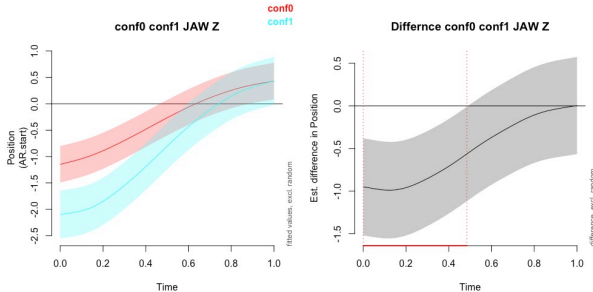 conf0
conf1
conf0 conf1 JAW Z
Position
(AR.start)
1.0
0.5
0.0
-0.5
-1.0
-1.5
-2.0
-2.5
0.0 0.2 0.4 0.6 0.8 1.0
Time
fitted values, excl. random
Differnce conf0 conf1 JAW Z
Est. difference in Position
0.5
0.0
-0.5
-1.0
-1.5
0.0 0.2 0.4 0.6 0.8 1.0
Time